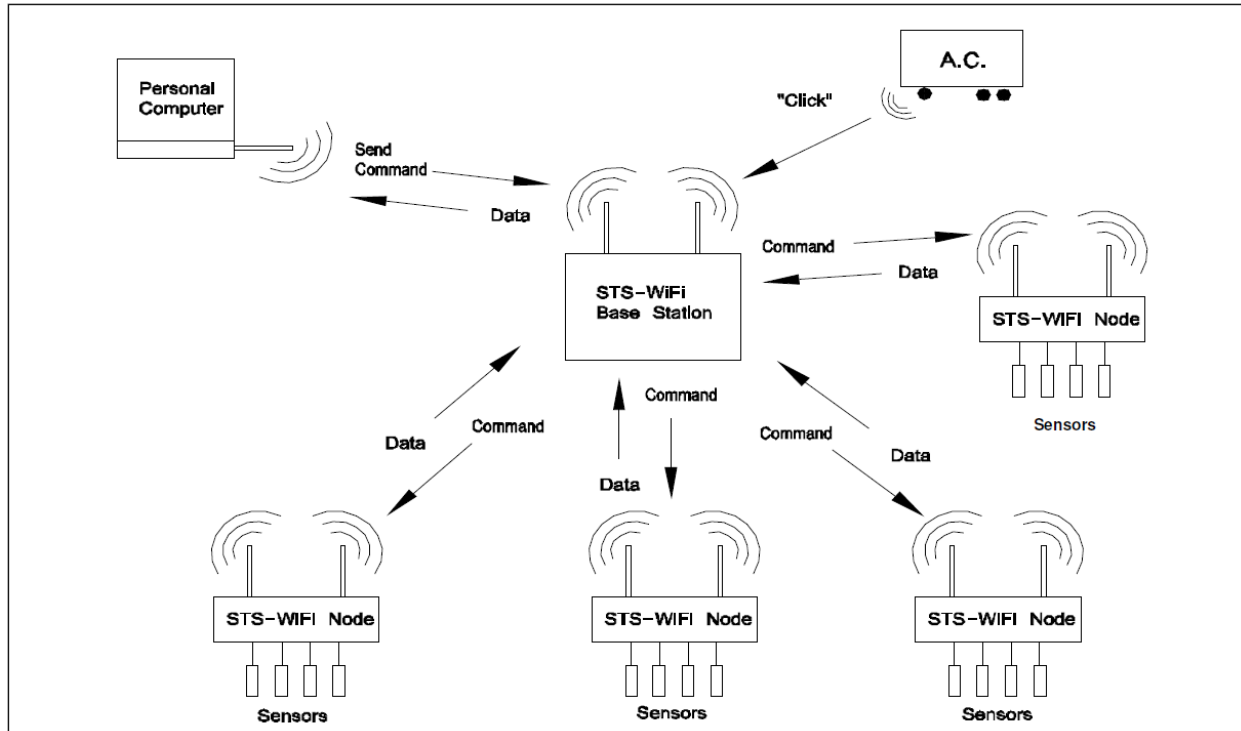 Personal
Computer
A.C.
"Click"
Send
Command
Data
STS-WiFi
Base Station
Command
Data
STS-WIFI Node
Sensors
Data
Command
Data
Command
Command
Data
STS-WIFI Node
Sensors
STS-WIFI Node
Sensors
STS-WIFI Node
Sensors